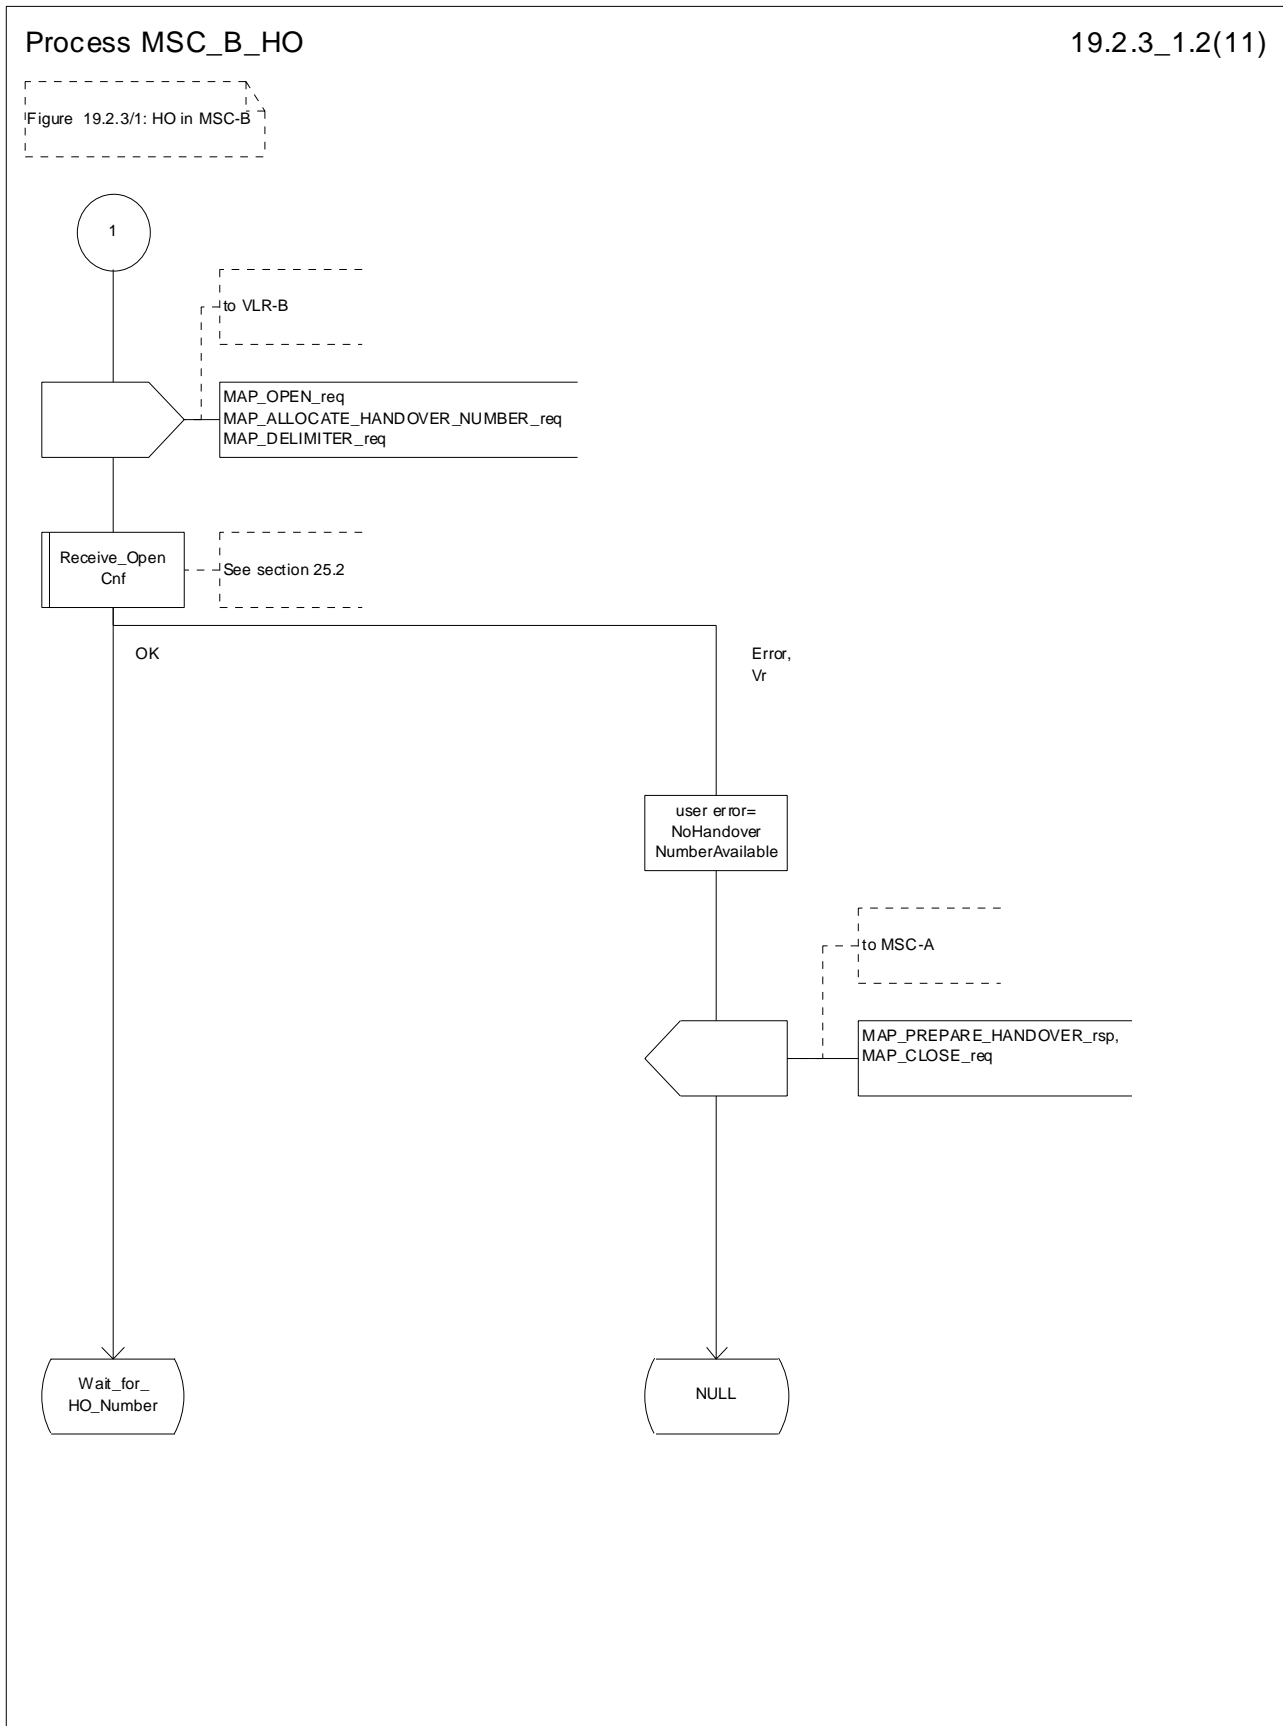 Process MSC_B_HO
19.2.3_1.2(11)
Figure 19.2.3/1: HO in MSC-B
1
to VLR-B
MAP_OPEN_req
MAP_ALLOCATE_HANDOVER_NUMBER_req
MAP_DELIMITER_req
Receive_Open
Cnf
See section 25.2
OK
Error,
Vr
user error=
NoHandover
NumberAvailable
to MSC-A
MAP_PREPARE_HANDOVER_rsp,
MAP_CLOSE_req
Wait_for_
HO_Number
NULL